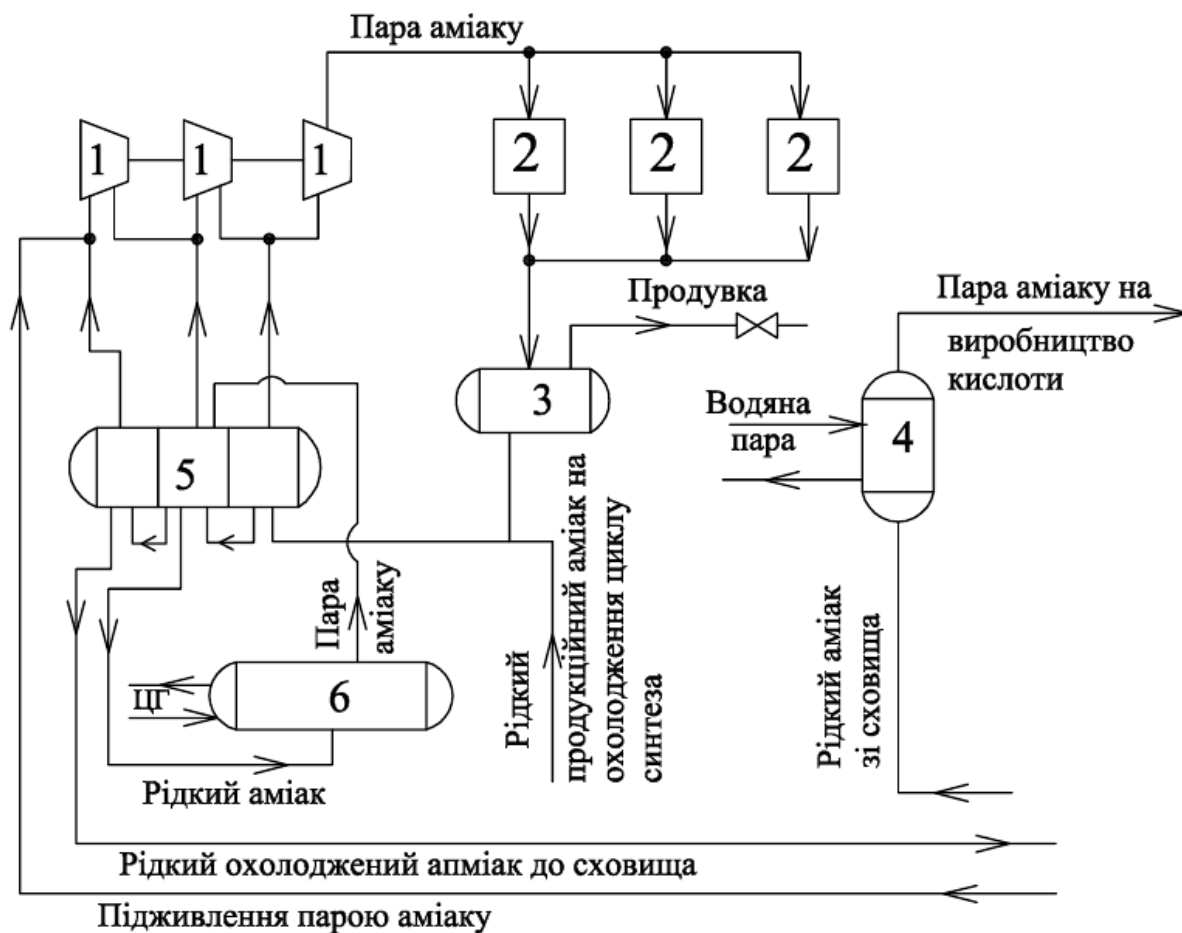 Пара аміаку
1
1
1
2
2
2
Продувка
Пара аміаку на
виробництво
кислоти
3
Водяна
пара
4
5
Рідкий
продукційний аміак на
охолодження циклу
синтеза
Пара
аміаку
Рідкий аміак
зі сховища
ЦГ
6
Рідкий аміак
Рідкий охолоджений апміак до сховища
Підживлення парою аміаку